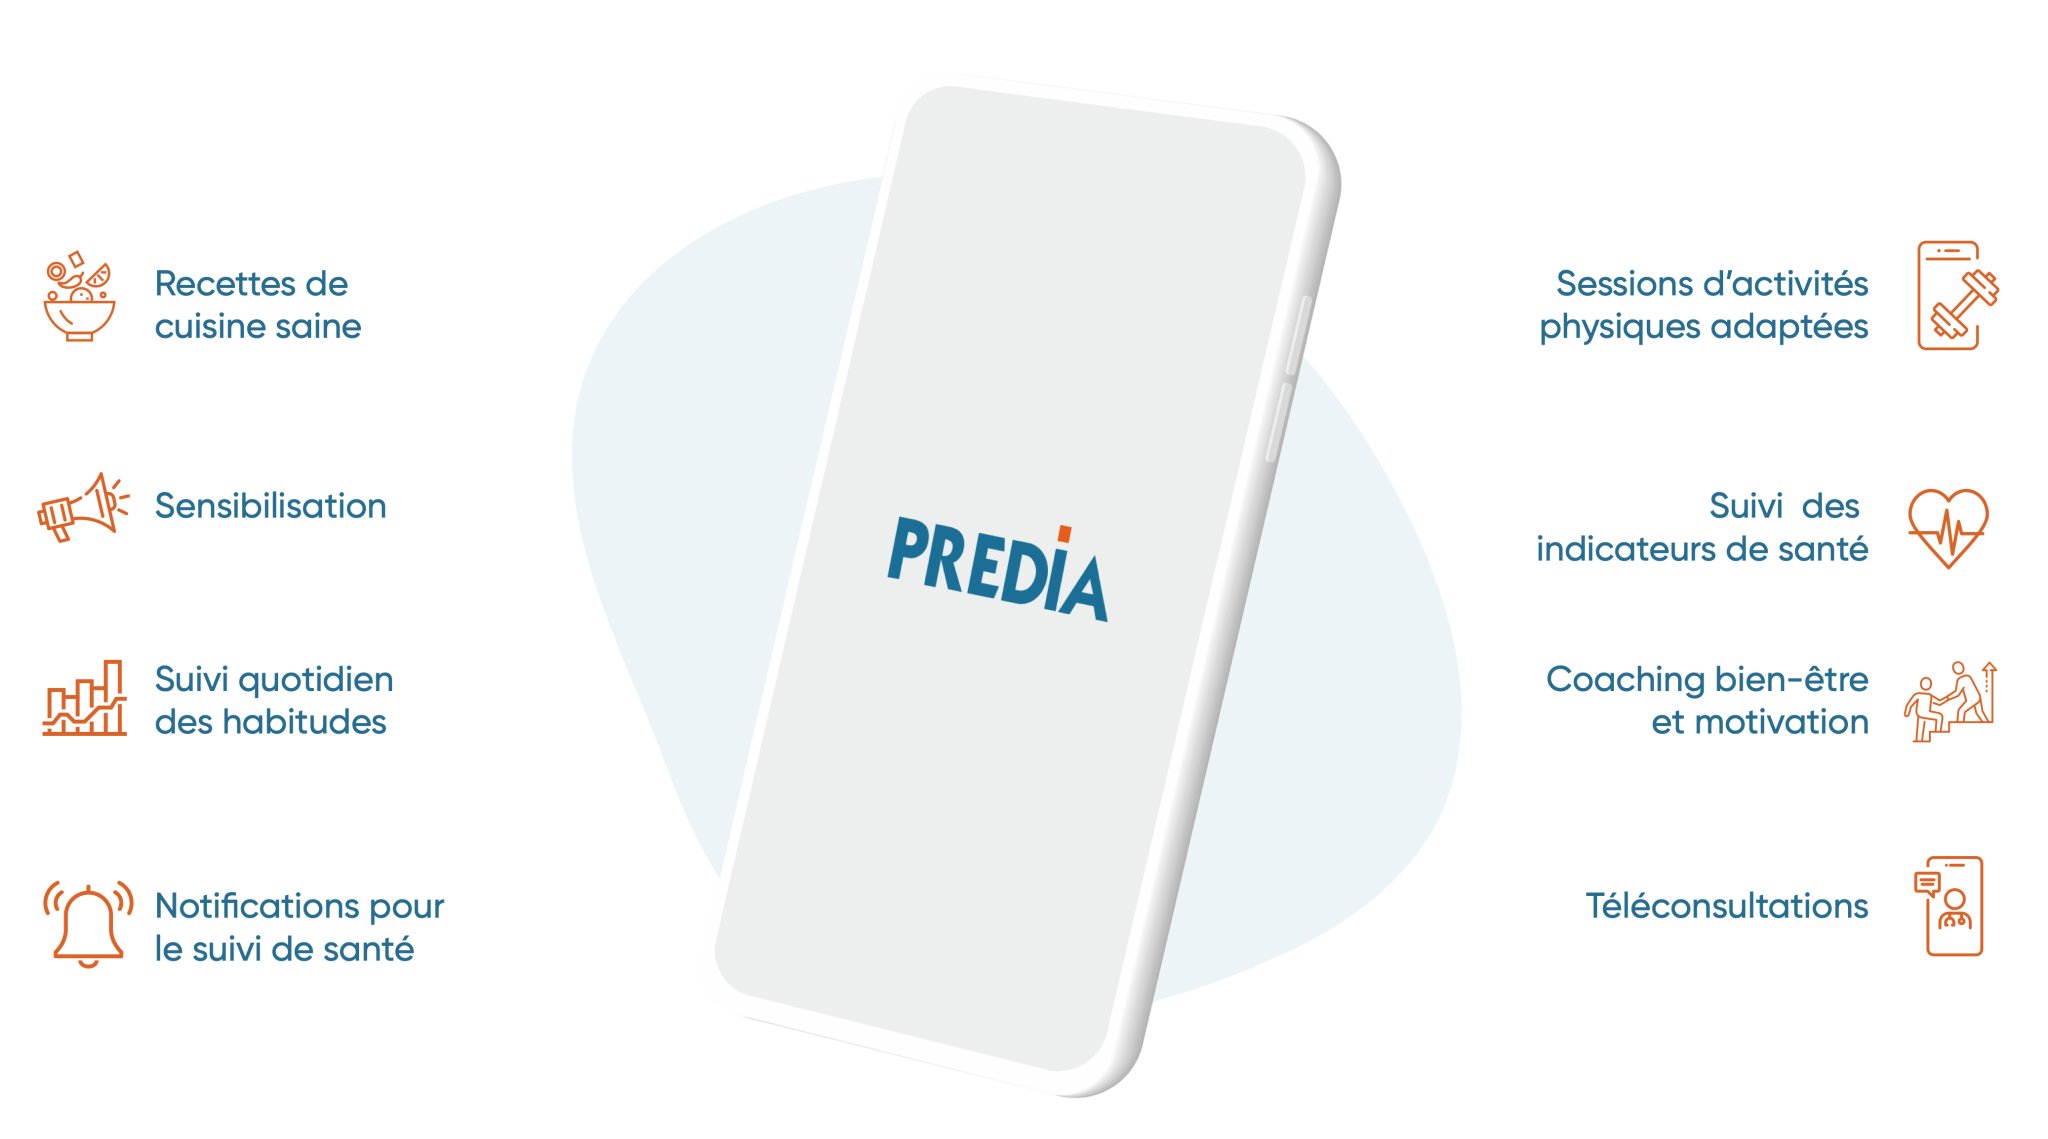 Recettes de
cuisine saine
Sensibilisation
Suivi quotidien
des habitudes
Notifications pour
le suivi de santé
PREDIA
Sessions d’activités
physiques adaptées
Suivi des
indicateurs de santé
Coaching bien-être
et motivation
Téléconsultations